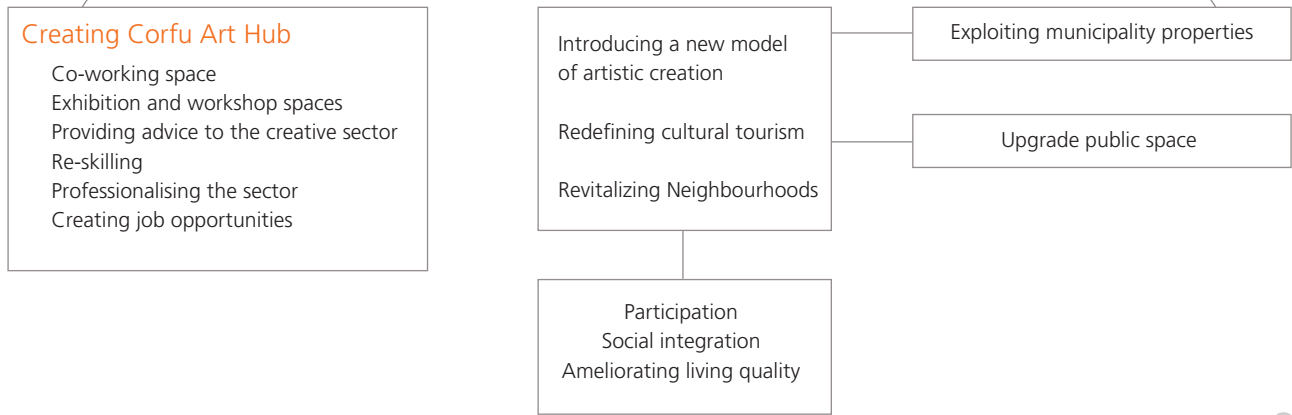 Creating Corfu Art Hub
Co-working space
Exhibition and workshop spaces
Providing advice to the creative sector
Re-skilling
Professionalising the sector
Creating job opportunities
Introducing a new model
of artistic creation
Redefining cultural tourism
Revitalizing Neighbourhoods
Exploiting municipality properties
Upgrade public space
Participation
Social integration
Ameliorating living quality